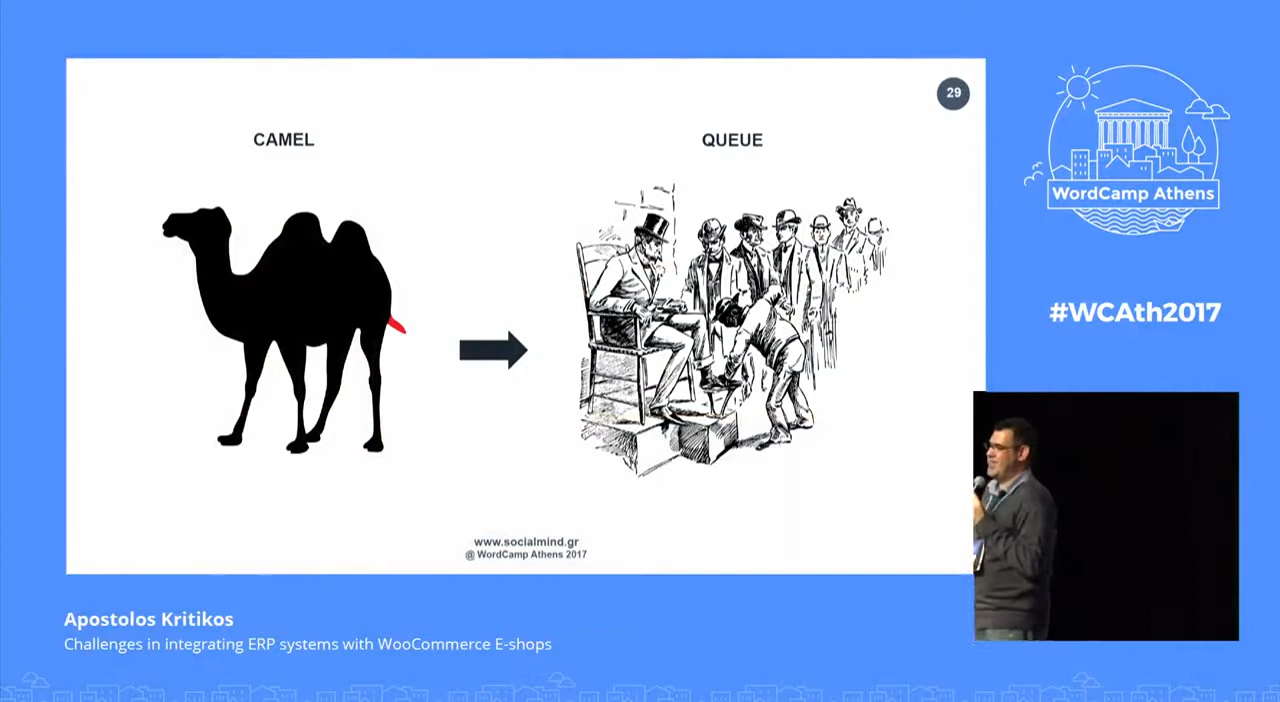 29
CAMEL
QUEUE
www.socialmind.gr
@ WordCamp Athens 2017
WordCamp Athens
#WCAth2017
Apostolos Kritikos
Challenges in integrating ERP systems with WooCommerce E-shops